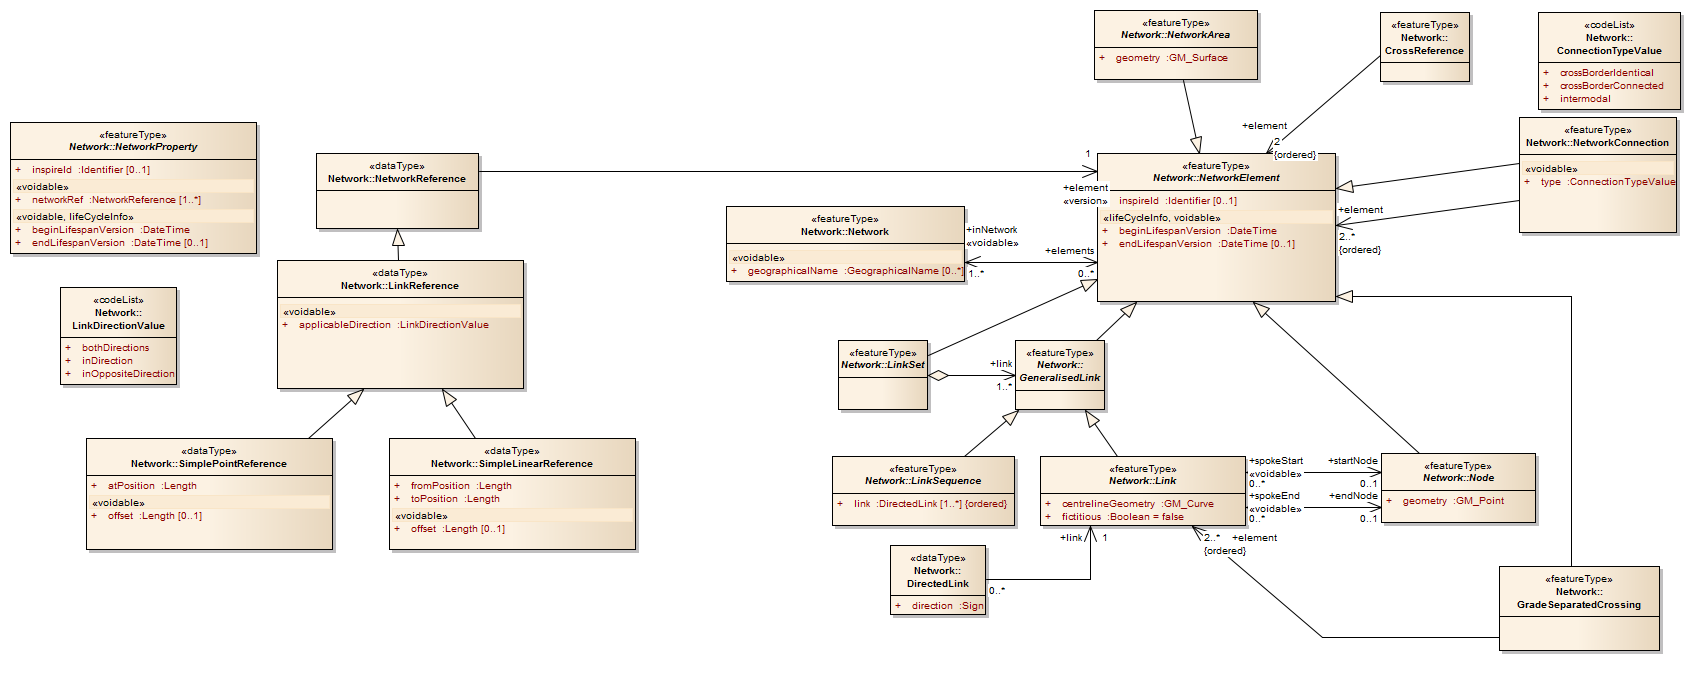 «featureType»
Network::NetworkArea
+ geometry :GM_Surface
«featureType»
Network::
CrossReference
«codeList»
Network::
ConnectionTypeValue
+ crossBorderIdentical
+ crossBorderConnected
+ intermodal
«featureType»
Network::NetworkProperty
+ inspireId :Identifier [0..1]
«voidable»
+ networkRef :NetworkReference [1..*]
«voidable, lifeCycleInfo»
+ beginLifespanVersion :DateTime
+ endLifespanVersion :DateTime [0..1]
«dataType»
Network::NetworkReference
1
+element
«version»
+element
2
{ordered}
«featureType»
Network::NetworkElement
+ inspireId :Identifier [0..1]
«lifeCycleInfo, voidable»
+ beginLifespanVersion :DateTime
+ endLifespanVersion :DateTime [0..1]
«featureType»
Network::NetworkConnection
«voidable»
+ type :ConnectionTypeValue
+element
2..*
{ordered}
«featureType»
Network::Network
«voidable»
+ geographicalName :GeographicalName [0..*]
+inNetwork
«voidable»
1..*
+elements
0..*
«codeList»
Network::
LinkDirectionValue
+ bothDirections
+ inDirection
+ inOppositeDirection
«dataType»
Network::LinkReference
«voidable»
+ applicableDirection :LinkDirectionValue
«featureType»
Network::LinkSet
+link
1..*
«featureType»
Network::
GeneralisedLink
«dataType»
Network::SimplePointReference
+ atPosition :Length
«voidable»
+ offset :Length [0..1]
«dataType»
Network::SimpleLinearReference
+ fromPosition :Length
+ toPosition :Length
«voidable»
+ offset :Length [0..1]
«featureType»
Network::LinkSequence
+ link :DirectedLink [1..*] {ordered}
«featureType»
Network::Link
+ centrelineGeometry :GM_Curve
+ fictitious :Boolean = false
+spokeStart
«voidable»
0..*
+startNode
0..1
+spokeEnd
«voidable»
0..*
+endNode
0..1
«featureType»
Network::Node
+ geometry :GM_Point
«dataType»
Network::
DirectedLink
+ direction :Sign
0..*
+link
1
2..*
+element
{ordered}
«featureType»
Network::
GradeSeparatedCrossing